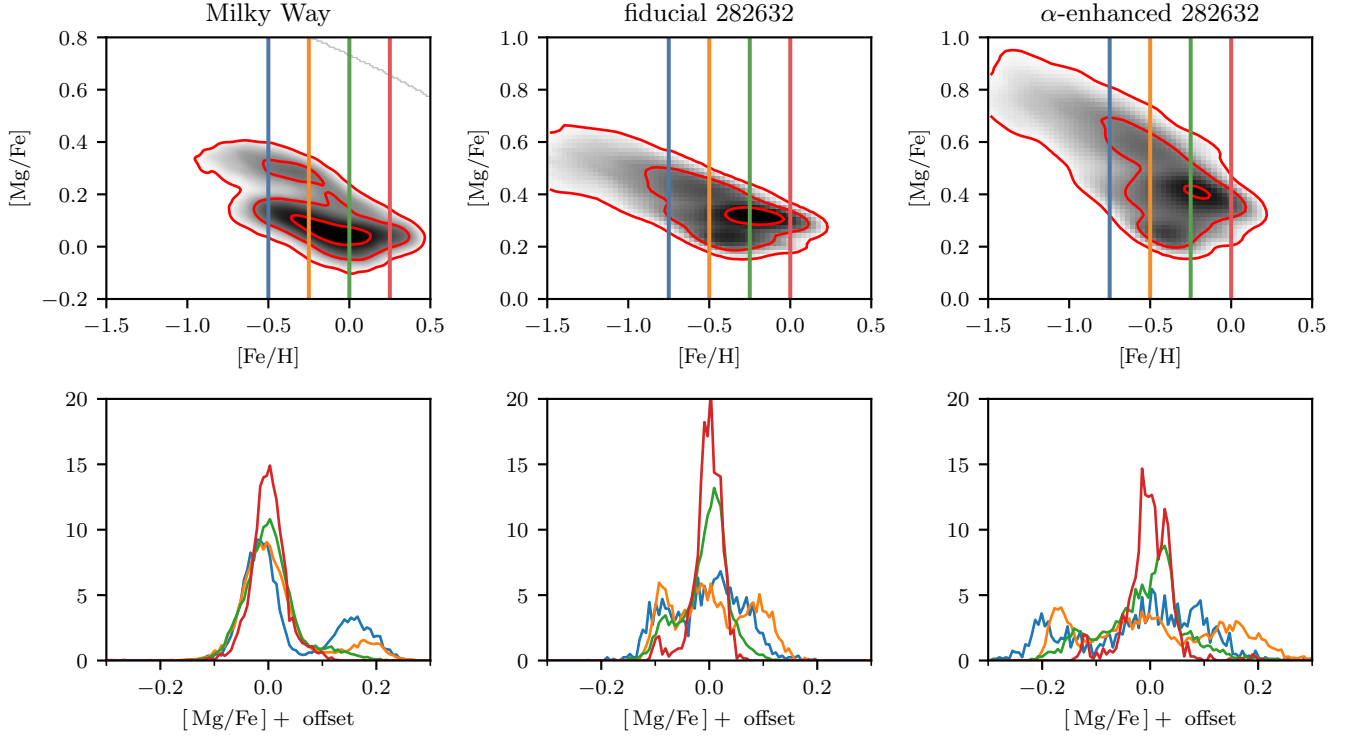 Milky Way
fiducial 282632
α-enhanced 282632
0.8
0.6
0.4
0.2
0.0
−0.2
[Mg/Fe]
−1.5 −1.0 −0.5 0.0 0.5
[Fe/H]
1.0
0.8
0.6
0.4
0.2
0.0
[Mg/Fe]
−1.5 −1.0 −0.5 0.0 0.5
[Fe/H]
1.0
0.8
0.6
0.4
0.2
0.0
[Mg/Fe]
−1.5 −1.0 −0.5 0.0 0.5
[Fe/H]
20
15
10
5
0
−0.2 0.0 0.2
[Mg/Fe] + offset
20
15
10
5
0
−0.2 0.0 0.2
[Mg/Fe] + offset
20
15
10
5
0
−0.2 0.0 0.2
[Mg/Fe] + offset